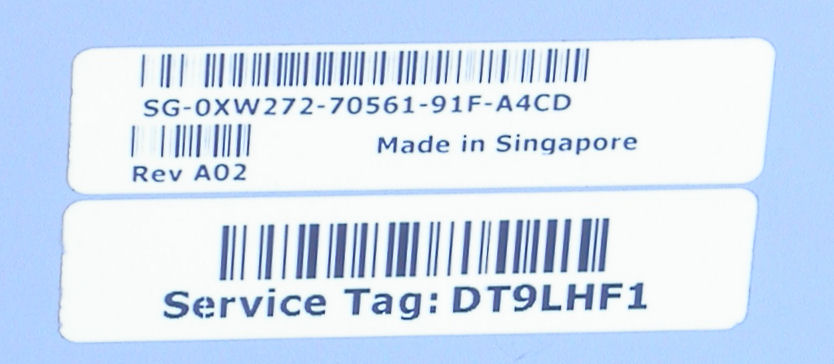 SG-0XW272-70561-91F-A4CD
Made in Singapore
Rev A02
Service Tag: DT9LHF1